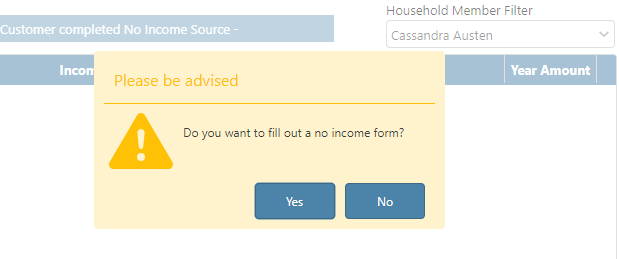 Household Member Filter
Customer completed No Income Source -
Cassandra Austen
Year Amount
Please be advised
Do you want to fill out a no income form?
Yes
No